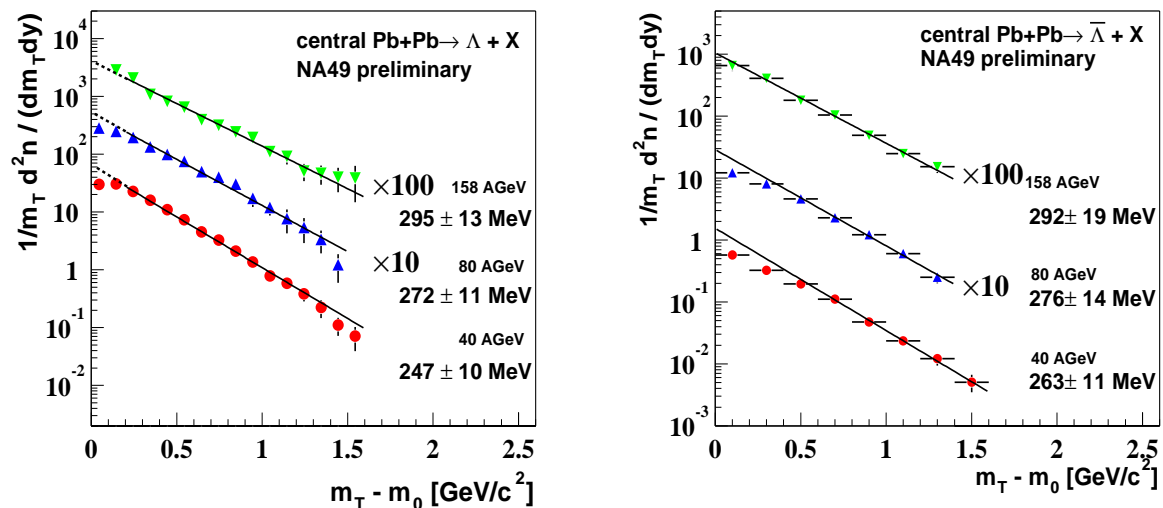 central Pb+Pb→ Λ + X
NA49 preliminary
1/m_T d²n / (dm_Tdy)
10⁴
10³
10²
10
1
10⁻¹
10⁻²
×100 158 AGeV
295 ± 13 MeV
×10 80 AGeV
272 ± 11 MeV
40 AGeV
247 ± 10 MeV
0 0.5 1 1.5 2 2.5
m_T - m_0 [GeV/c²]
central Pb+Pb→ Λ̅ + X
NA49 preliminary
1/m_T d²n / (dm_Tdy)
10³
10²
10
1
10⁻¹
10⁻²
10⁻³
×100 158 AGeV
292± 19 MeV
×10 80 AGeV
276± 14 MeV
40 AGeV
263± 11 MeV
0 0.5 1 1.5 2 2.5
m_T - m_0 [GeV/c²]